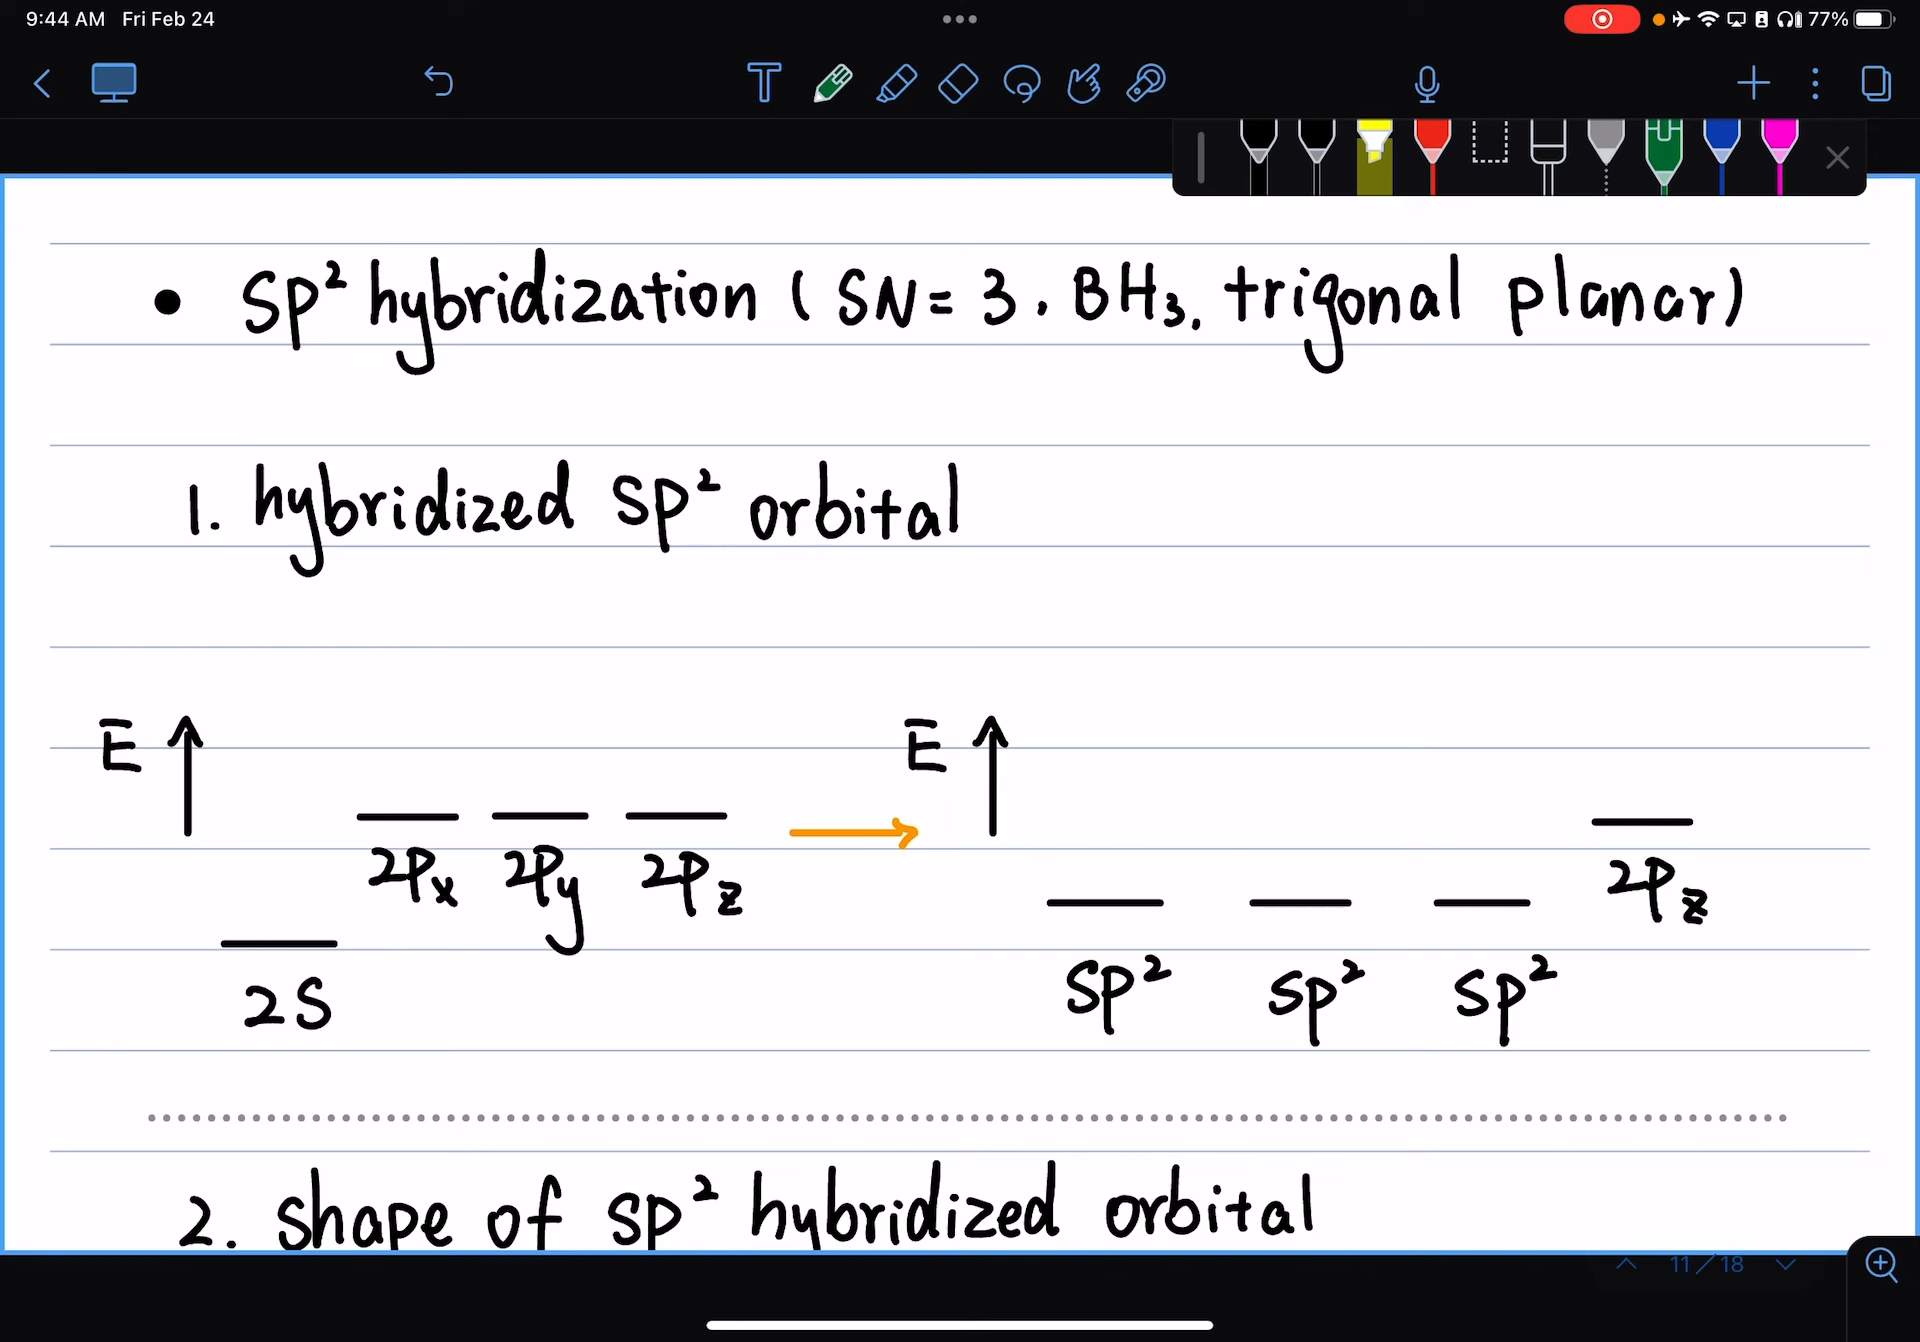 9:44 AM Fri Feb 24
77%
• Sp² hybridization ( SN = 3, BH₃, trigonal planar)
1. hybridized sp² orbital
E E
2Px 2Py 2Pz 2Pz
2S sp² sp² sp²
2. shape of sp² hybridized orbital
11/18